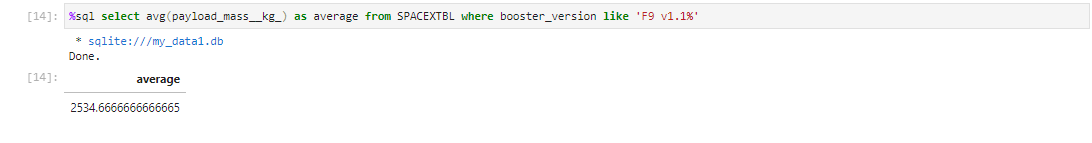 [14]: %sql select avg(payload_mass__kg_) as average from SPACEXTBL where booster_version like 'F9 v1.1%'
* sqlite:///my_data1.db
Done.
[14]: average
2534.6666666666665